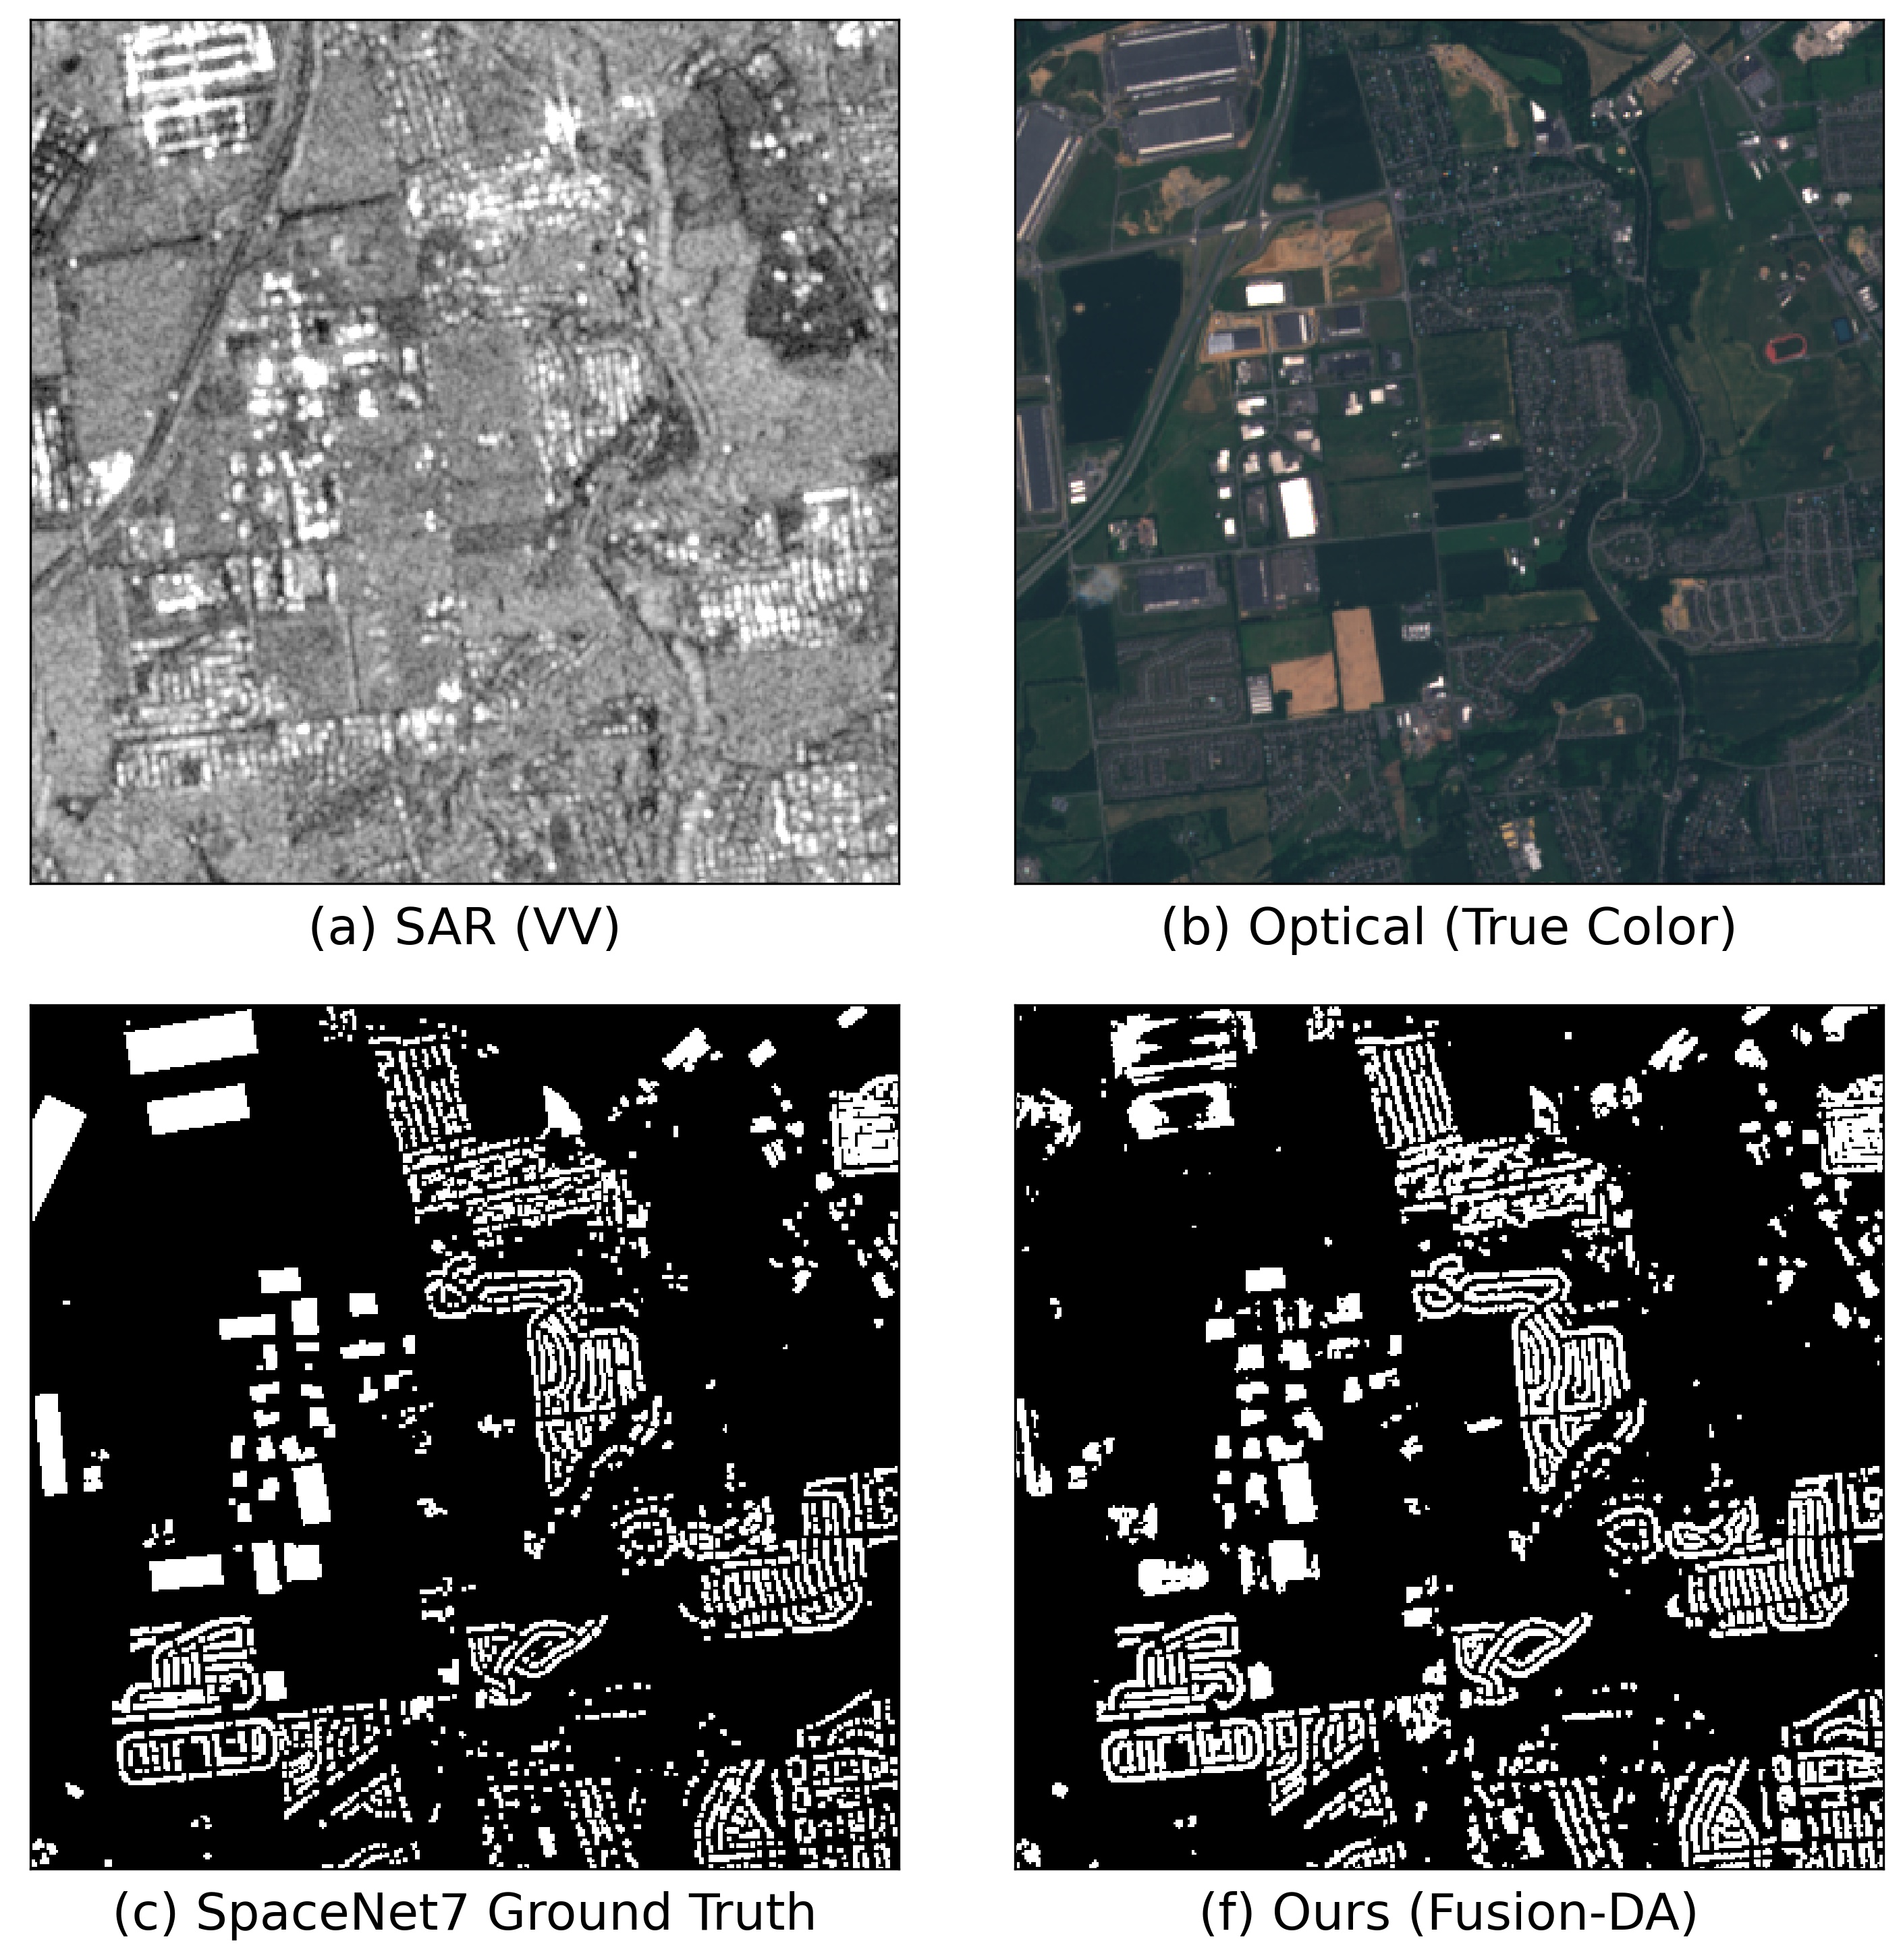 (a) SAR (VV)
(b) Optical (True Color)
(c) SpaceNet7 Ground Truth
(f) Ours (Fusion-DA)